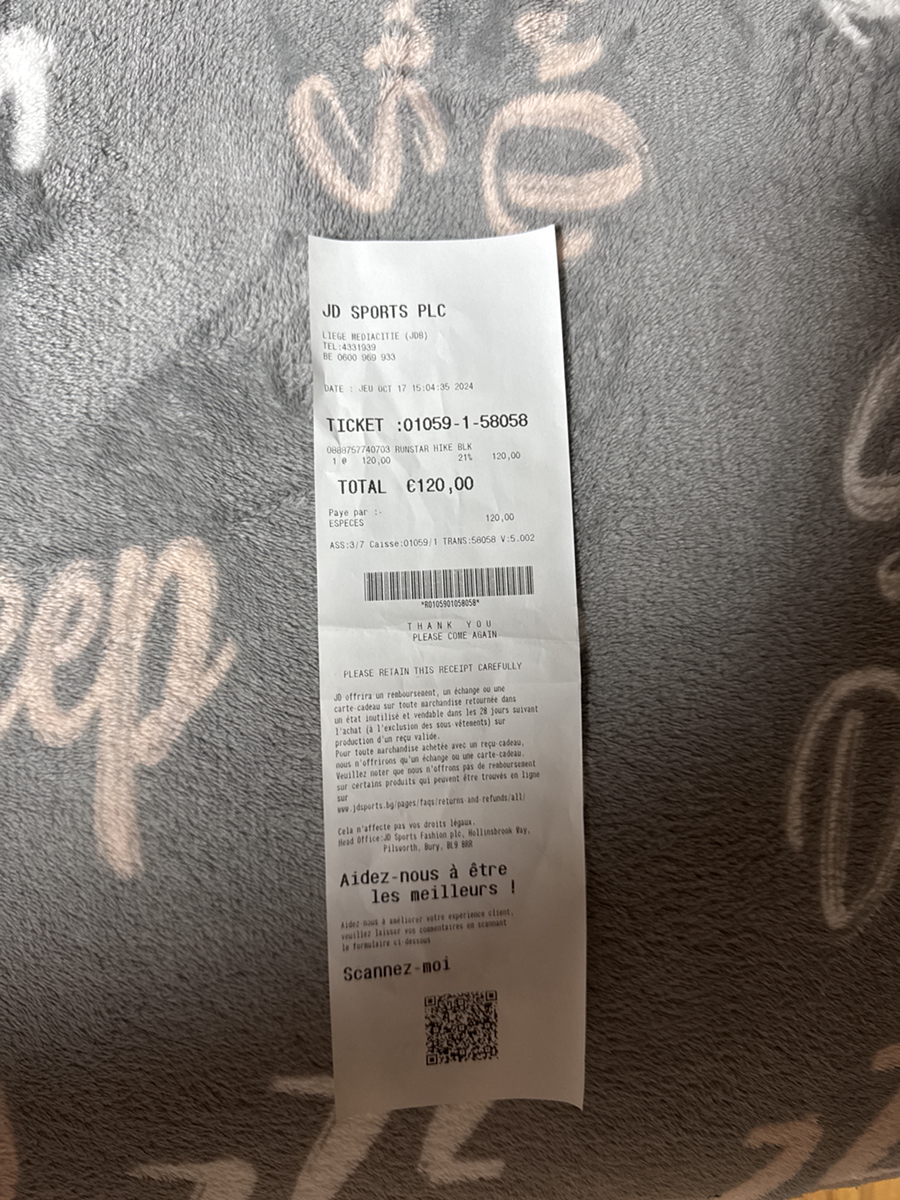 eep
JD SPORTS PLC
LIEGE MEDIACITIE (JDB)
TEL:4331939
BE 0600 969 933
DATE : JEU OCT 17 15:04:35 2024
TICKET :01059-1-58058
0888757740703 RUNSTAR HIKE BLK
1 @ 120,00 21% 120,00
TOTAL €120,00
Paye par :-
ESPECES 120,00
ASS:3/7 Caisse:01059/1 TRANS:58058 V:5.002
*R0105901058058*
THANK YOU
PLEASE COME AGAIN
PLEASE RETAIN THIS RECEIPT CAREFULLY
JD offrira un remboursement, un échange ou une
carte-cadeau sur toute marchandise retournée dans
un état inutilisé et vendable dans les 28 jours suivant
l'achat (à l'exclusion des sous-vêtements) sur
production d'un reçu valide.
Pour toute marchandise achetée avec un reçu-cadeau,
nous n'offrirons qu'un échange ou une carte-cadeau.
Veuillez noter que nous n'offrons pas de remboursement
sur certains produits qui peuvent être trouvés en ligne
sur
www.jdsports.bg/pages/faqs/returns-and-refunds/all/
Cela n'affecte pas vos droits légaux.
Head Office:JD Sports Fashion plc, Hollinsbrook Way,
Pilsworth, Bury, BL9 8RR
Aidez-nous à être
les meilleurs !
Aidez-nous à améliorer votre expérience client,
veuillez laisser vos commentaires en scannant
le formulaire ci-dessous
Scannez-moi